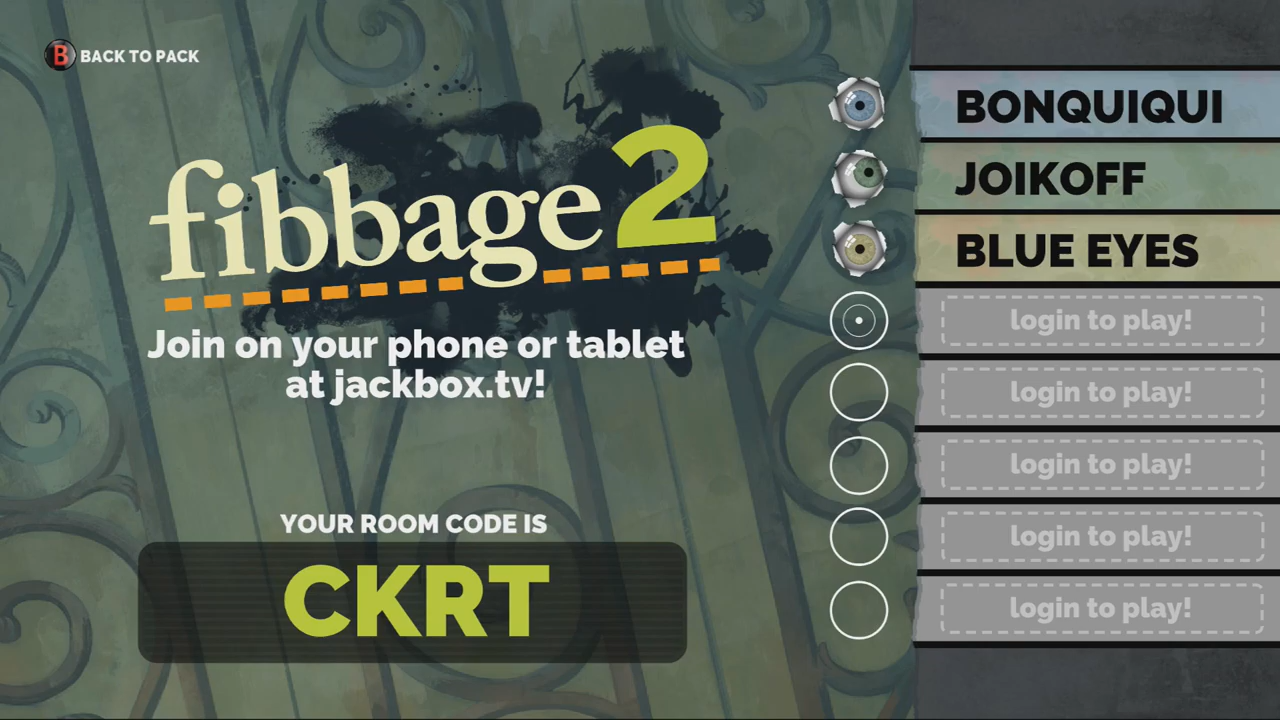 B BACK TO PACK
fibbage 2
Join on your phone or tablet
at jackbox.tv!
YOUR ROOM CODE IS
CKRT
BONQUIQUI
JOIKOFF
BLUE EYES
login to play!
login to play!
login to play!
login to play!
login to play!